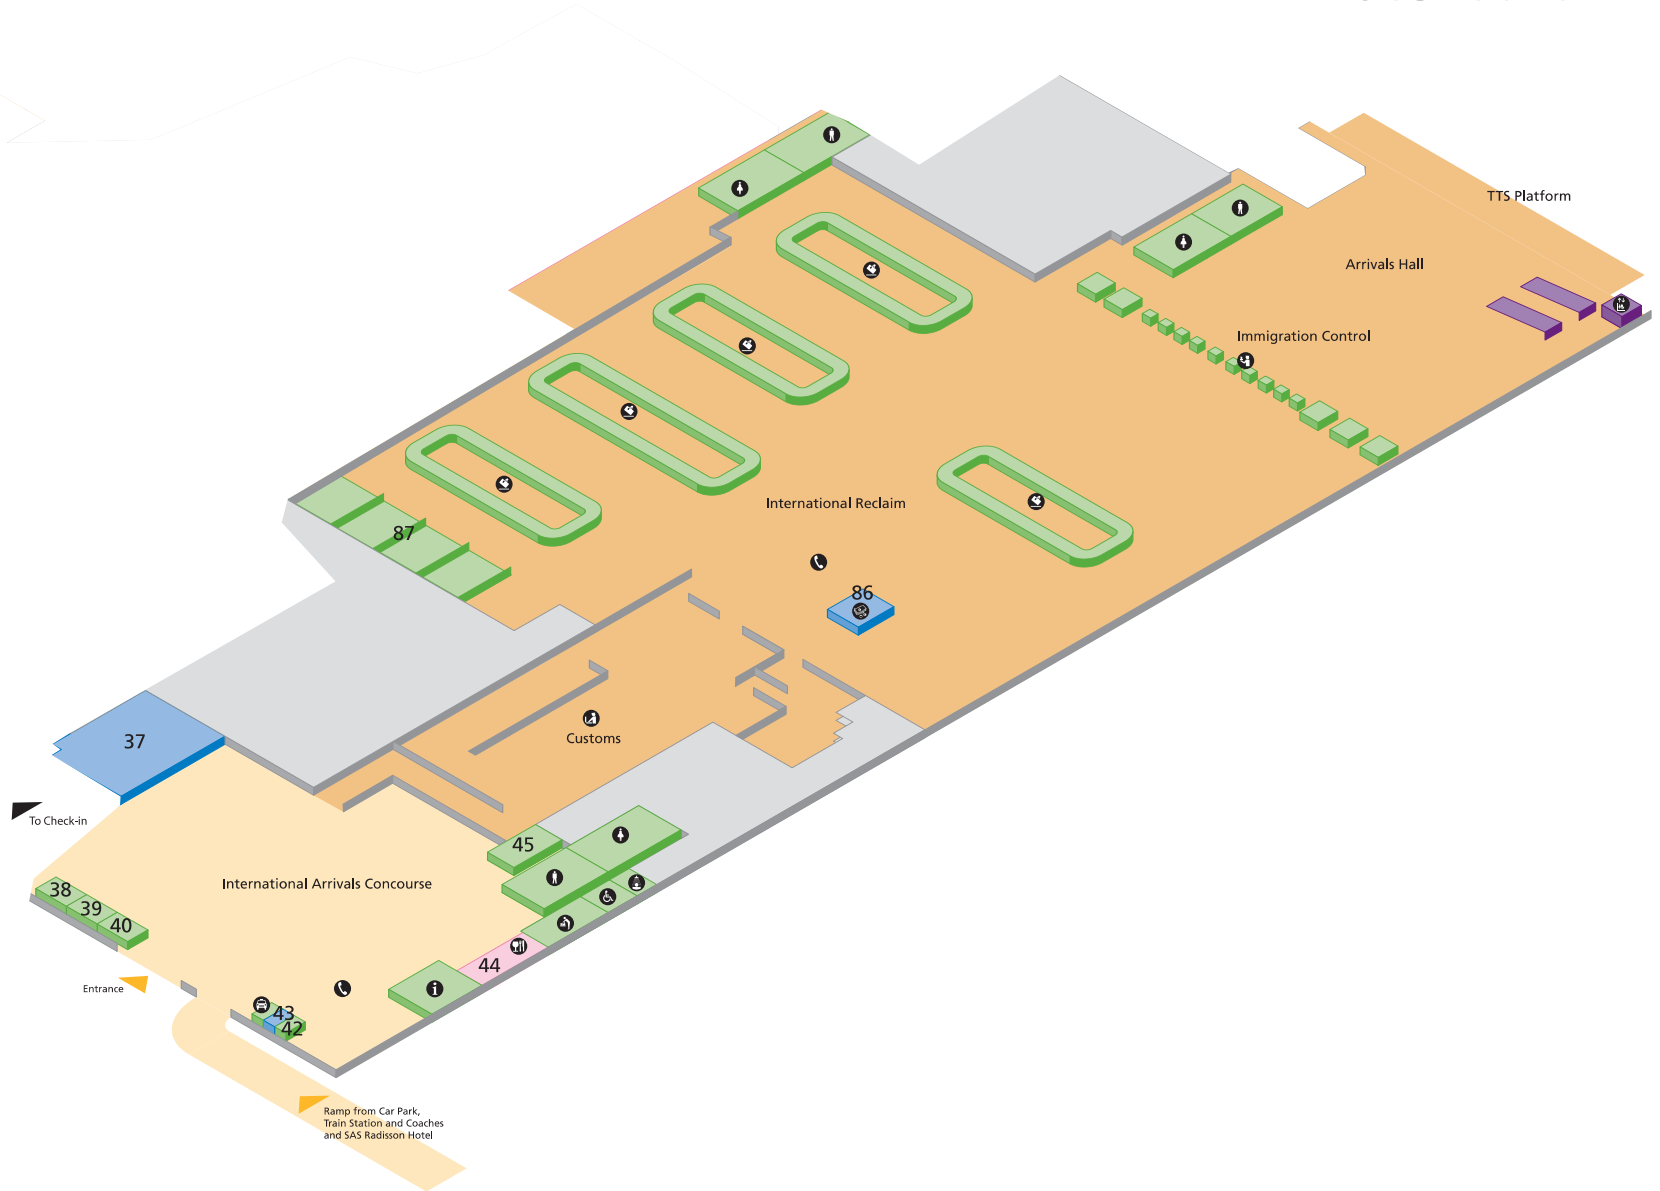 TTS Platform
Arrivals Hall
Immigration Control
International Reclaim
87
86
37
Customs
To Check-in
45
International Arrivals Concourse
38
39
40
44
Entrance
43
42
Ramp from Car Park,
Train Station and Coaches
and SAS Radisson Hotel